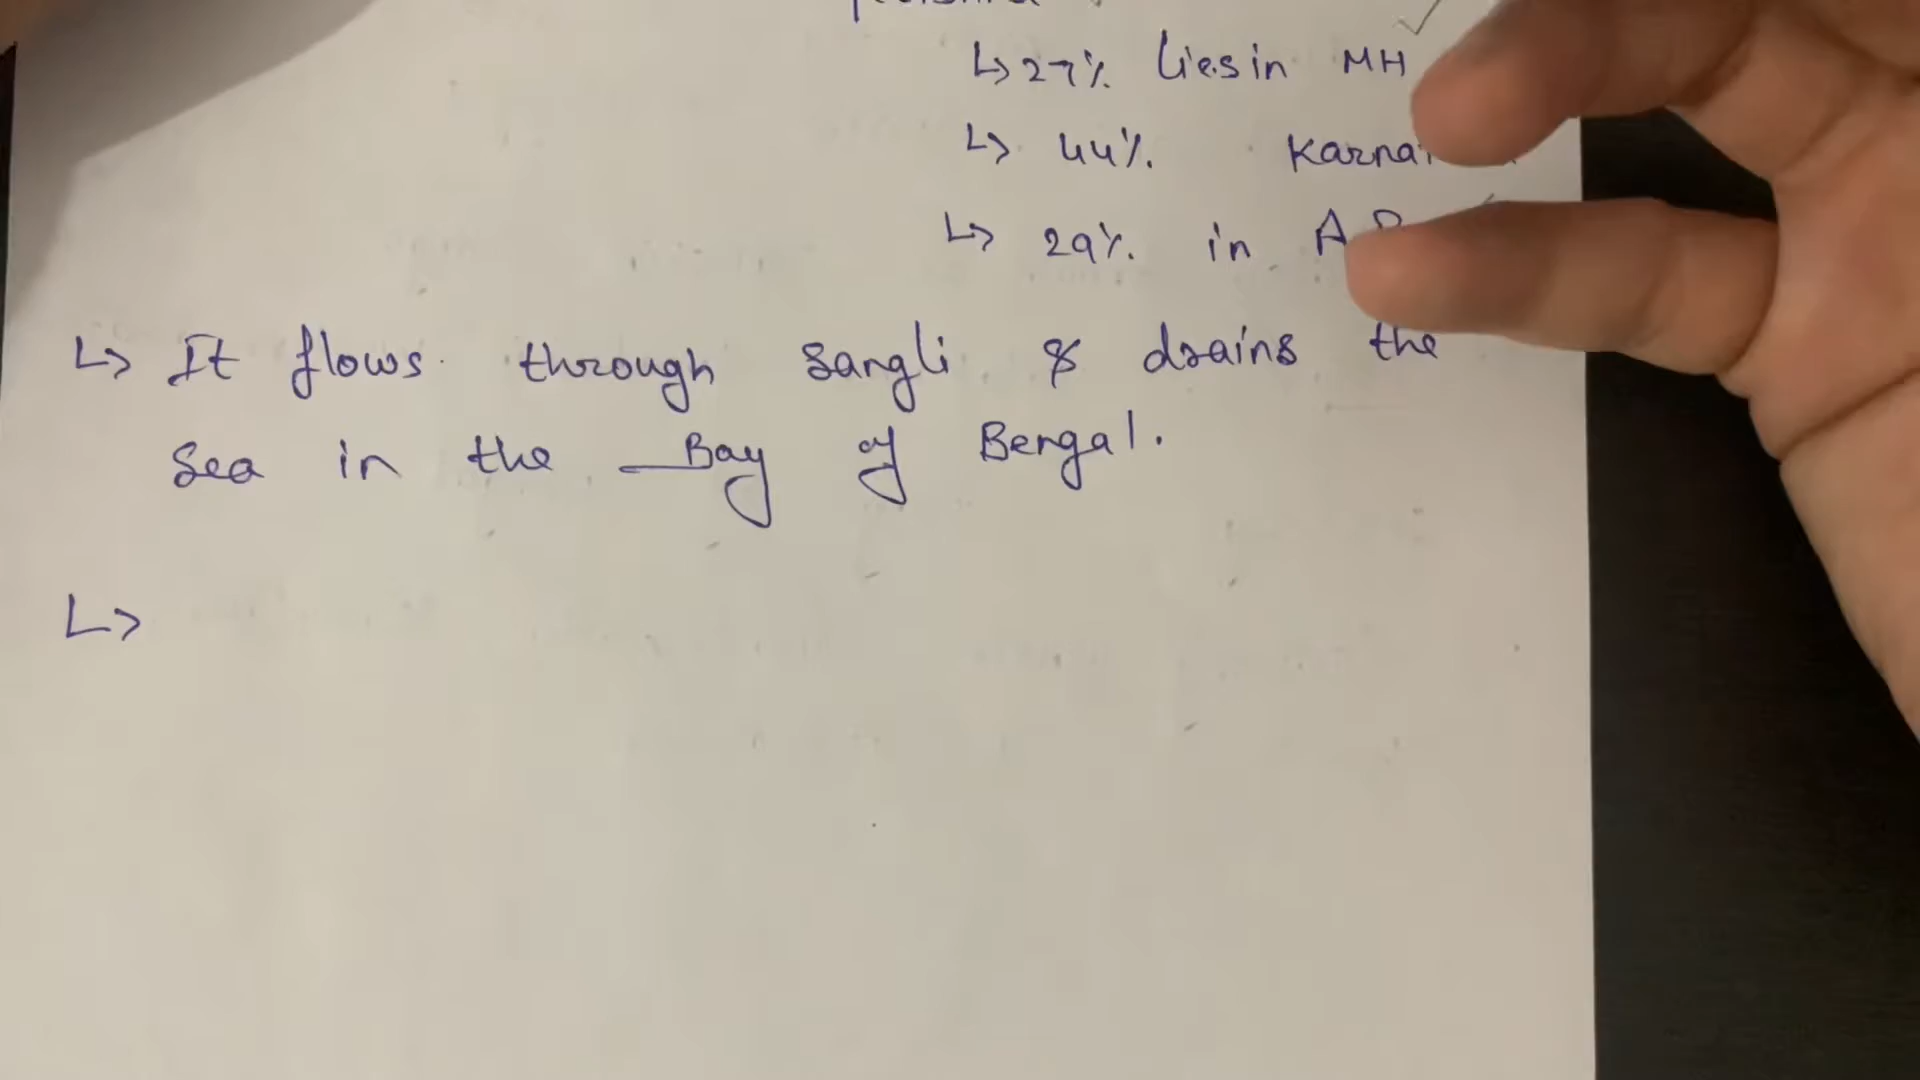 ↳ 27% Lies in MH
↳ 44%.
↳ 29%. in
↳ It flows through Sangli & drains the
Sea in the Bay of Bengal.
↳